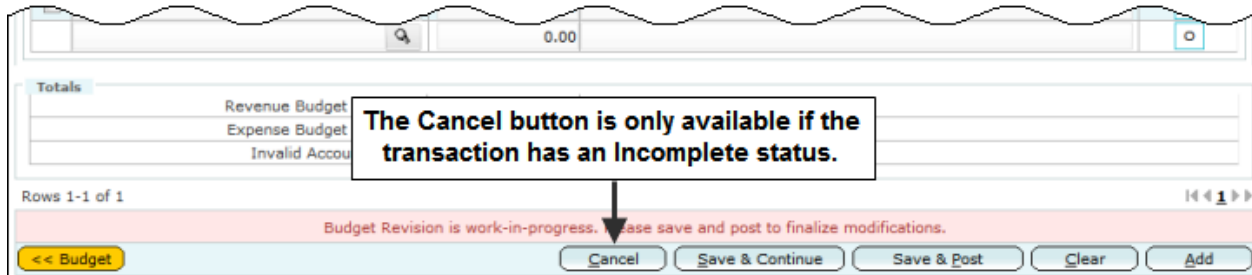 0.00
Totals
Revenue Budget
Expense Budget
Invalid Accou
The Cancel button is only available if the
transaction has an Incomplete status.
Rows 1-1 of 1
1
Budget Revision is work-in-progress. ease save and post to finalize modifications.
<< Budget
Cancel
Save & Continue
Save & Post
Clear
Add